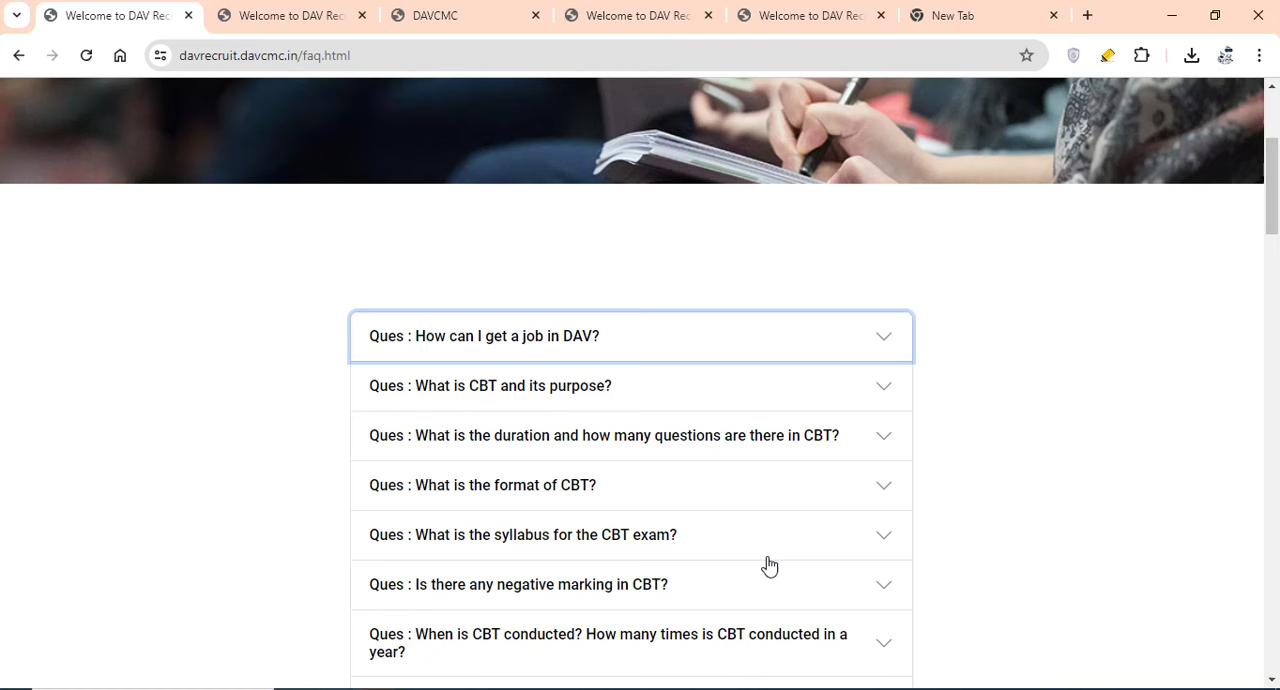 Welcome to DAV Rec
Welcome to DAV Rec
DAVCMC
Welcome to DAV Rec
Welcome to DAV Rec
New Tab
davrecruit.davcmc.in/faq.html
Ques : How can I get a job in DAV?
Ques : What is CBT and its purpose?
Ques : What is the duration and how many questions are there in CBT?
Ques : What is the format of CBT?
Ques : What is the syllabus for the CBT exam?
Ques : Is there any negative marking in CBT?
Ques : When is CBT conducted? How many times is CBT conducted in a
year?